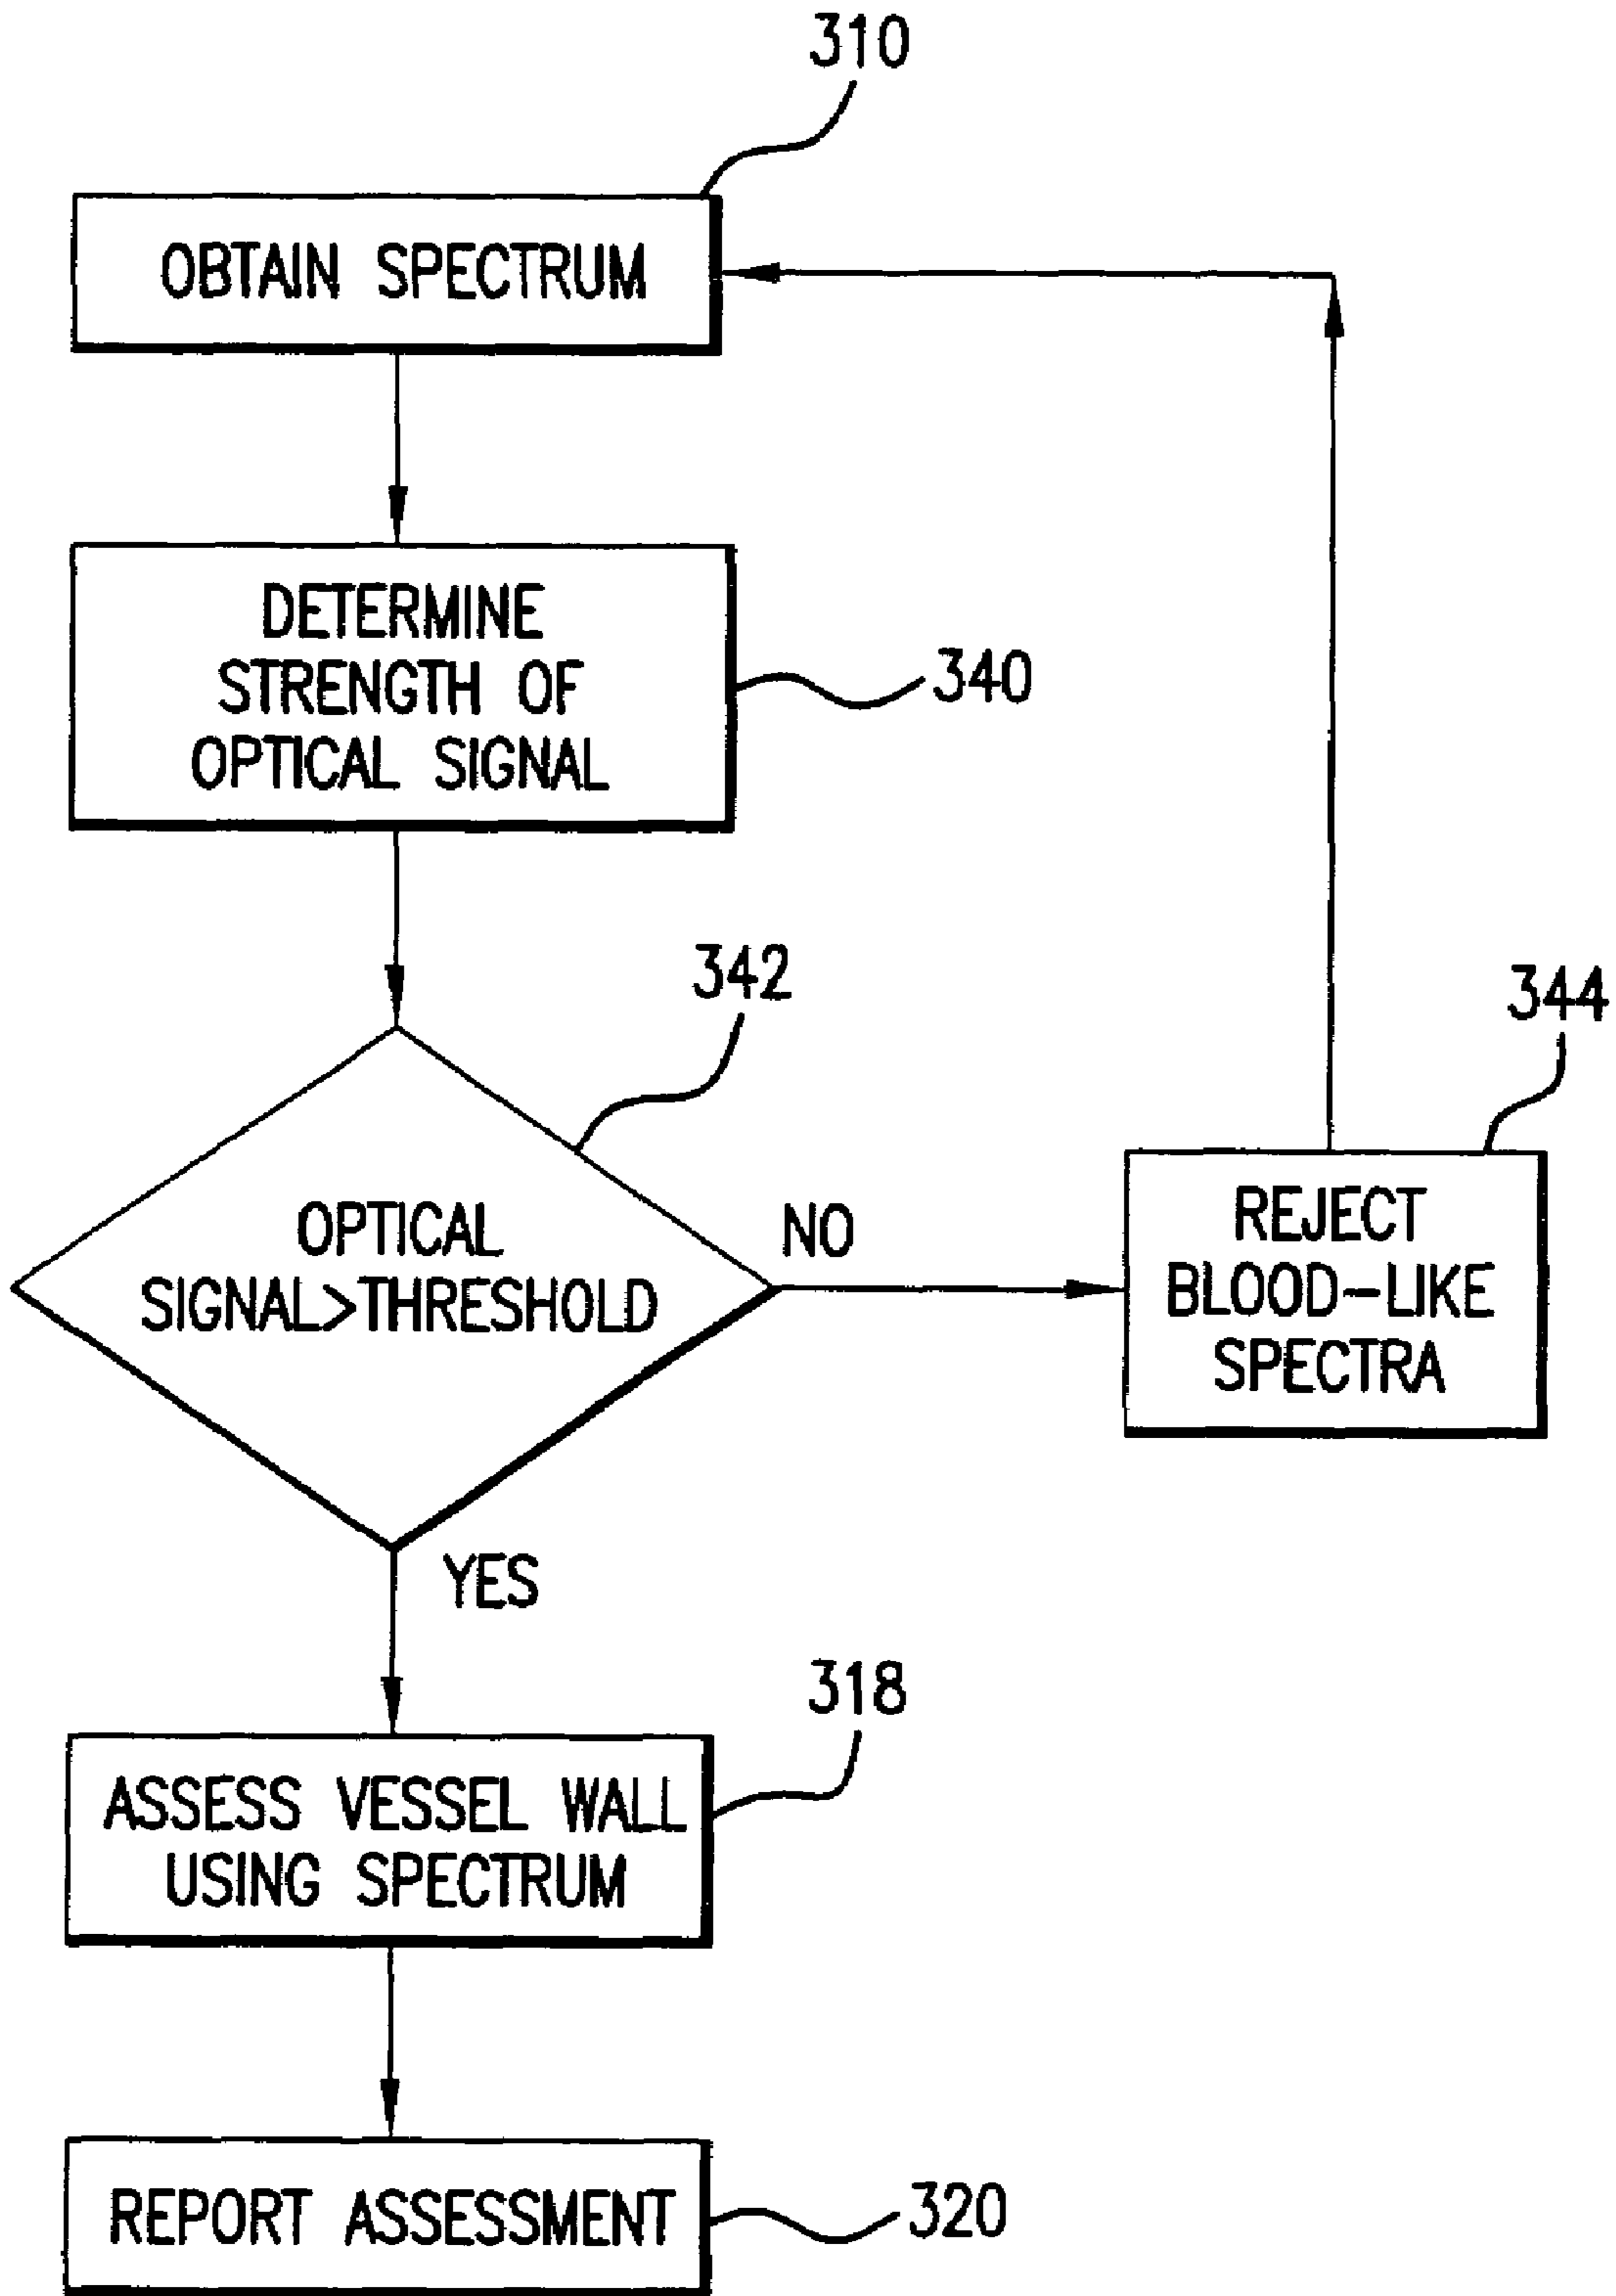 310
OBTAIN SPECTRUM
DETERMINE
STRENGTH OF
OPTICAL SIGNAL
340
342
OPTICAL
SIGNAL>THRESHOLD
NO
344
REJECT
BLOOD-LIKE
SPECTRA
YES
318
ASSESS VESSEL WALL
USING SPECTRUM
REPORT ASSESSMENT
320